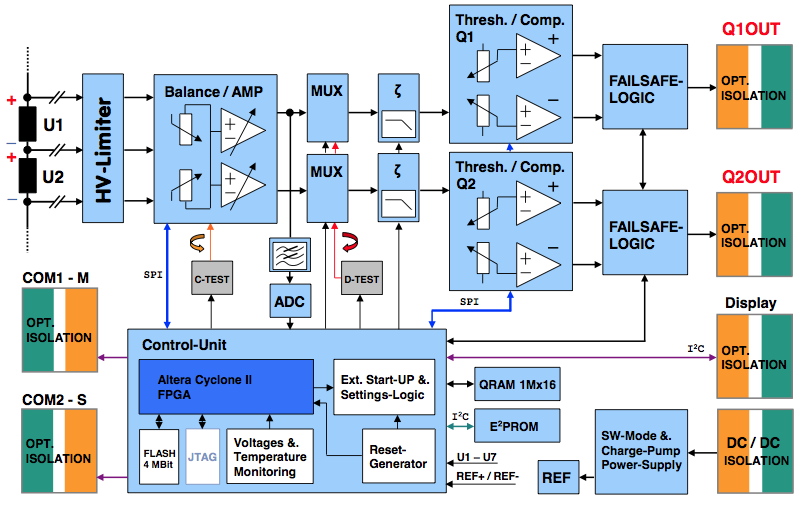 Thresh. / Comp.
Q1
+
−
Q1OUT
OPT.
ISOLATION
FAILSAFE-
LOGIC
+
U1
−
+
U2
−
HV-Limiter
Balance / AMP
+
−
+
−
MUX
MUX
ζ
ζ
Thresh. / Comp.
Q2
+
−
FAILSAFE-
LOGIC
Q2OUT
OPT.
ISOLATION
SPI
C-TEST
ADC
D-TEST
SPI
COM1 - M
OPT.
ISOLATION
COM2 - S
OPT.
ISOLATION
Control-Unit
Altera Cyclone II
FPGA
Ext. Start-UP &.
Settings-Logic
FLASH
4 MBit
JTAG
Voltages &.
Temperature
Monitoring
Reset-
Generator
I²C
Display
OPT.
ISOLATION
QRAM 1Mx16
I²C
E²PROM
U1 – U7
REF+ / REF-
REF
SW-Mode &.
Charge-Pump
Power-Supply
DC / DC
ISOLATION